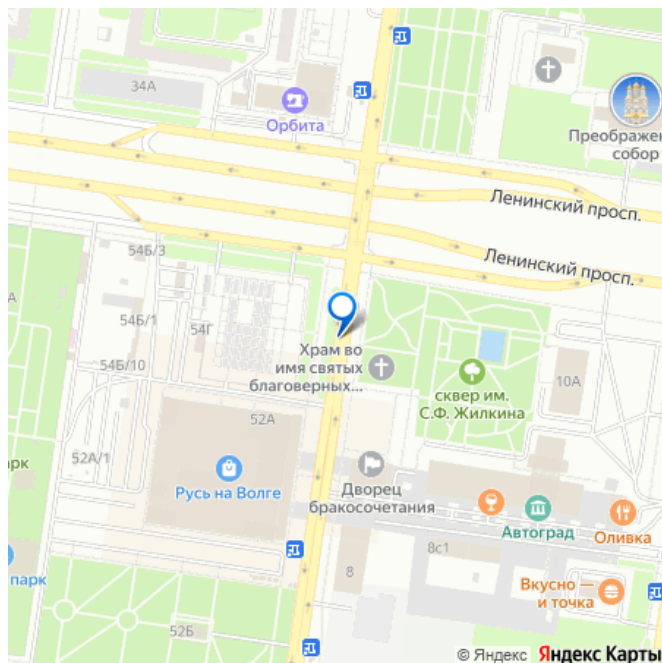 34А
Орбита
Преображен
собор
Ленинский просп.
Ленинский просп.
54Б/3
54Б/1
54Г
54Б/10
Храм во
имя святых
благоверных...
сквер им.
С.Ф. Жилкина
10А
52А
52А/1
арк
Русь на Волге
Дворец
бракосочетания
Автоград
Оливка
8с1
8
парк
Вкусно —
и точка
52Б
© Яндекс Яндекс Карты